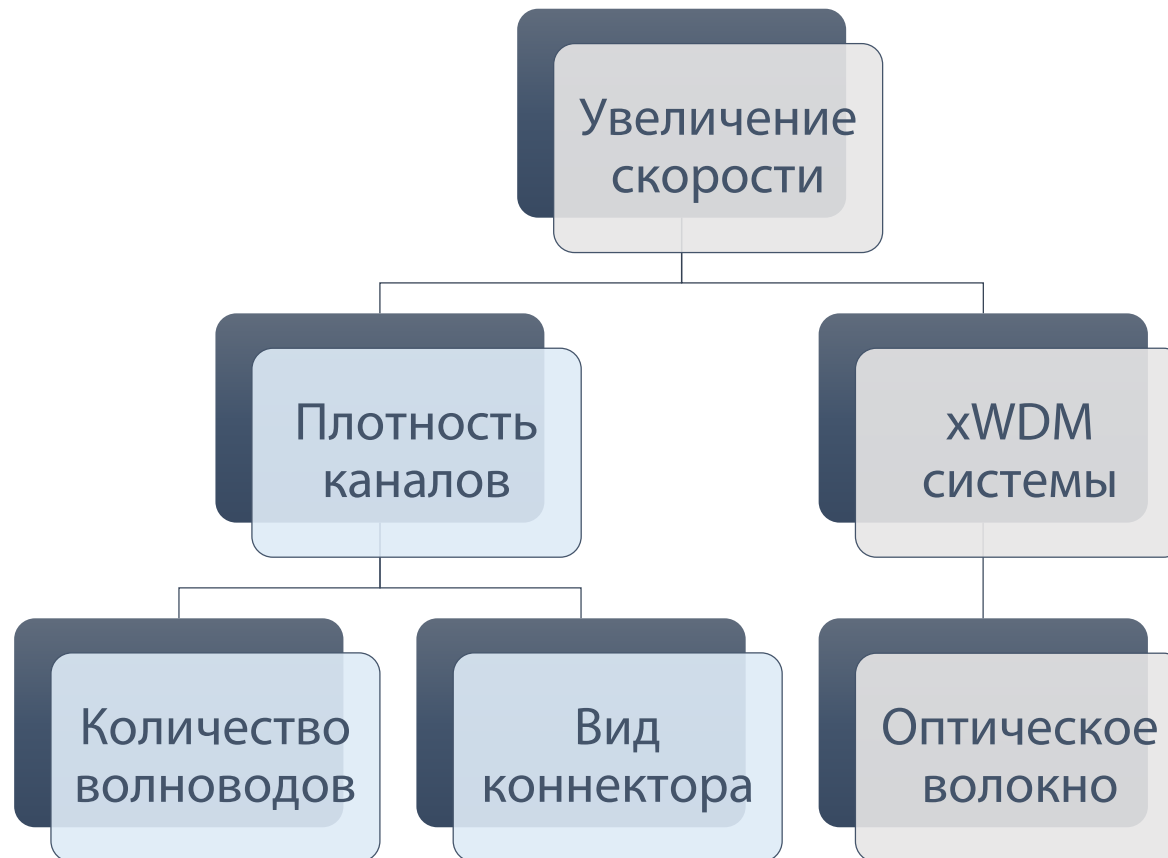 Увеличение
скорости
Плотность
каналов
xWDM
системы
Количество
волноводов
Вид
коннектора
Оптическое
волокно